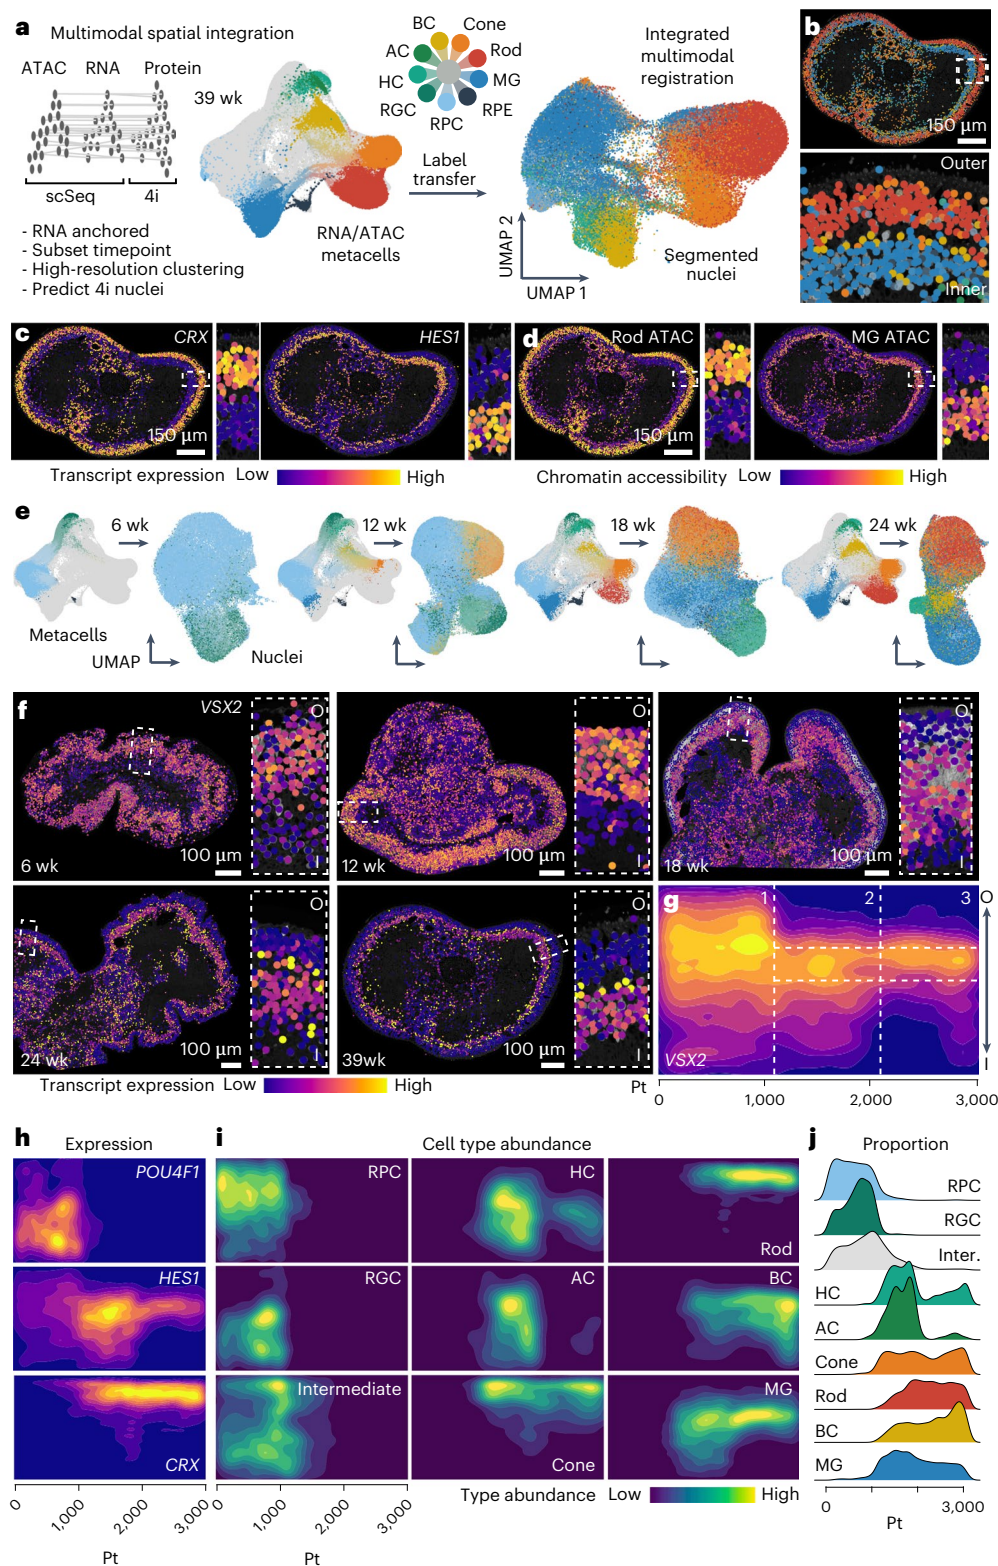 a
Multimodal spatial integration
ATAC RNA Protein
scSeq 4i
- RNA anchored
- Subset timepoint
- High-resolution clustering
- Predict 4i nuclei
39 wk
RNA/ATAC
metacells
BC
Cone
AC
Rod
HC
MG
RGC
RPE
RPC
Label
transfer
Integrated
multimodal
registration
UMAP 2
UMAP 1
Segmented
nuclei
b
150 µm
Outer
Inner
c
CRX
150 µm
HES1
Transcript expression Low High
d
Rod ATAC
150 µm
MG ATAC
Chromatin accessibility Low High
e
6 wk
12 wk
18 wk
24 wk
Metacells
UMAP
Nuclei
f
VSX2
O
I
6 wk
100 µm
O
I
12 wk
100 µm
O
I
18 wk
100 µm
O
I
24 wk
100 µm
O
I
39wk
100 µm
Transcript expression Low High
g
1 2 3
O
I
VSX2
Pt
0 1,000 2,000 3,000
h
Expression
POU4F1
HES1
CRX
0 1,000 2,000 3,000
Pt
i
Cell type abundance
RPC
HC
Rod
RGC
AC
BC
Intermediate
Cone
MG
0 1,000 2,000 3,000
Pt
Type abundance Low High
j
Proportion
RPC
RGC
Inter.
HC
AC
Cone
Rod
BC
MG
0 3,000
Pt